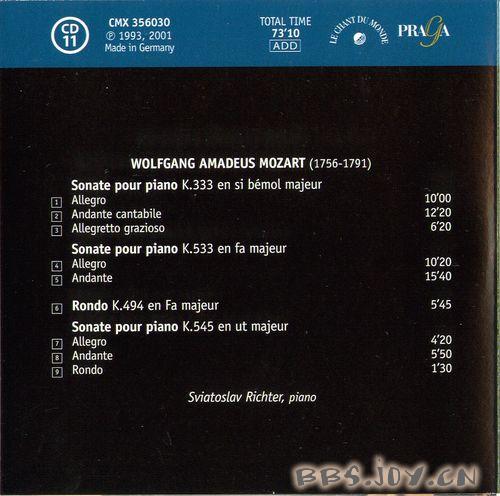 CD
11
CMX 356030
℗ 1993, 2001
Made in Germany
TOTAL TIME
73'10
ADD
LE CHANT DU MONDE
PRAGA
WOLFGANG AMADEUS MOZART (1756-1791)
Sonate pour piano K.333 en si bémol majeur
1 Allegro 10'00
2 Andante cantabile 12'20
3 Allegretto grazioso 6'20
Sonate pour piano K.533 en fa majeur
4 Allegro 10'20
5 Andante 15'40
6 Rondo K.494 en Fa majeur 5'45
Sonate pour piano K.545 en ut majeur
7 Allegro 4'20
8 Andante 5'50
9 Rondo 1'30
Sviatoslav Richter, piano
BBS.JOY.CN